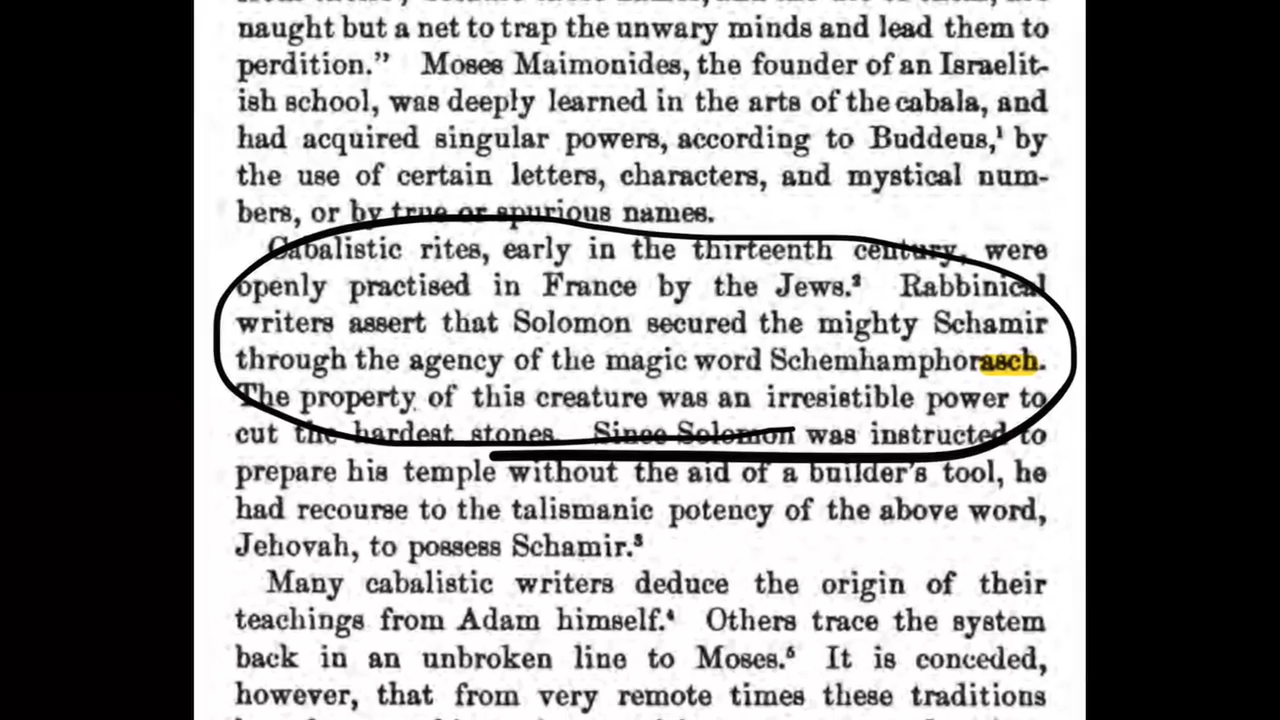 naught but a net to trap the unwary minds and lead them to
perdition.” Moses Maimonides, the founder of an Israelit-
ish school, was deeply learned in the arts of the cabala, and
had acquired singular powers, according to Buddeus,¹ by
the use of certain letters, characters, and mystical num-
bers, or by true or spurious names.
Cabalistic rites, early in the thirteenth century, were
openly practised in France by the Jews.² Rabbinical
writers assert that Solomon secured the mighty Schamir
through the agency of the magic word Schemhamphorasch.
The property of this creature was an irresistible power to
cut the hardest stones. Since Solomon was instructed to
prepare his temple without the aid of a builder’s tool, he
had recourse to the talismanic potency of the above word,
Jehovah, to possess Schamir.³
Many cabalistic writers deduce the origin of their
teachings from Adam himself.⁴ Others trace the system
back in an unbroken line to Moses.⁵ It is conceded,
however, that from very remote times these traditions